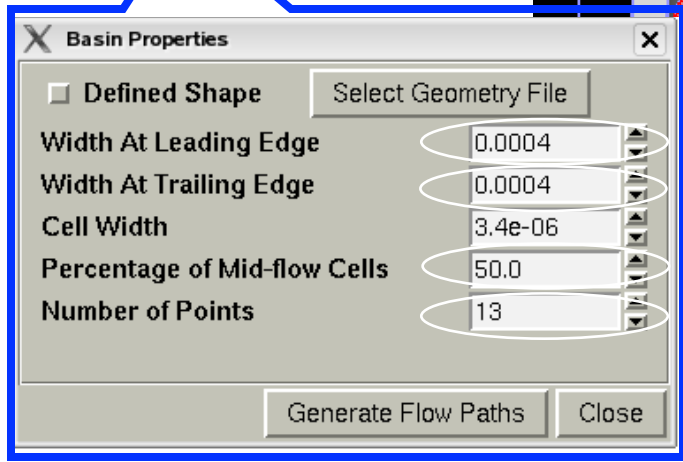 Basin Properties
Defined Shape Select Geometry File
Width At Leading Edge 0.0004
Width At Trailing Edge 0.0004
Cell Width 3.4e-06
Percentage of Mid-flow Cells 50.0
Number of Points 13
Generate Flow Paths Close